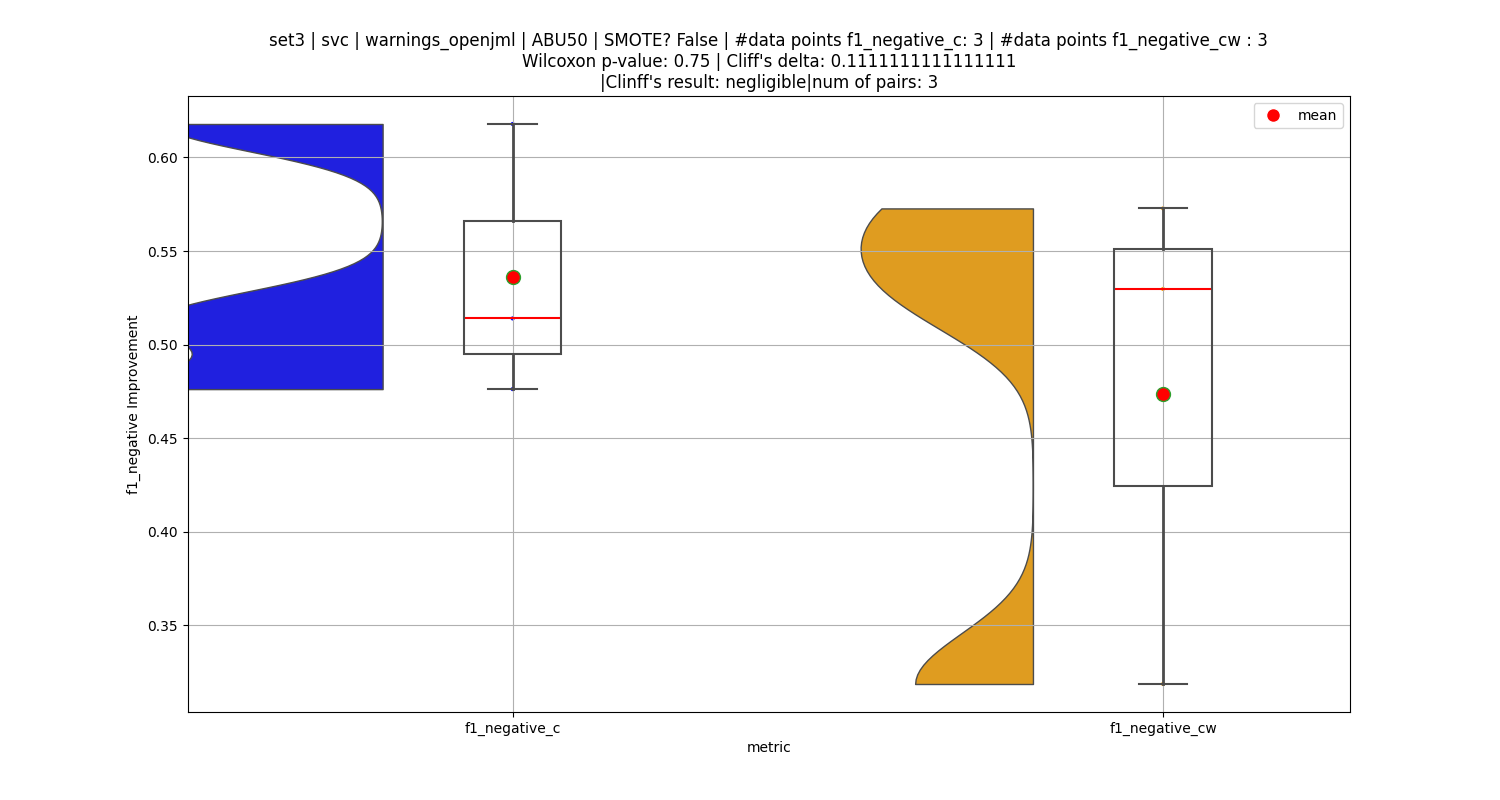 set3 | svc | warnings_openjml | ABU50 | SMOTE? False | #data points f1_negative_c: 3 | #data points f1_negative_cw : 3
Wilcoxon p-value: 0.75 | Cliff's delta: 0.1111111111111111
|Clinff's result: negligible|num of pairs: 3
mean
0.60
0.55
0.50
0.45
0.40
0.35
f1_negative Improvement
f1_negative_c
f1_negative_cw
metric